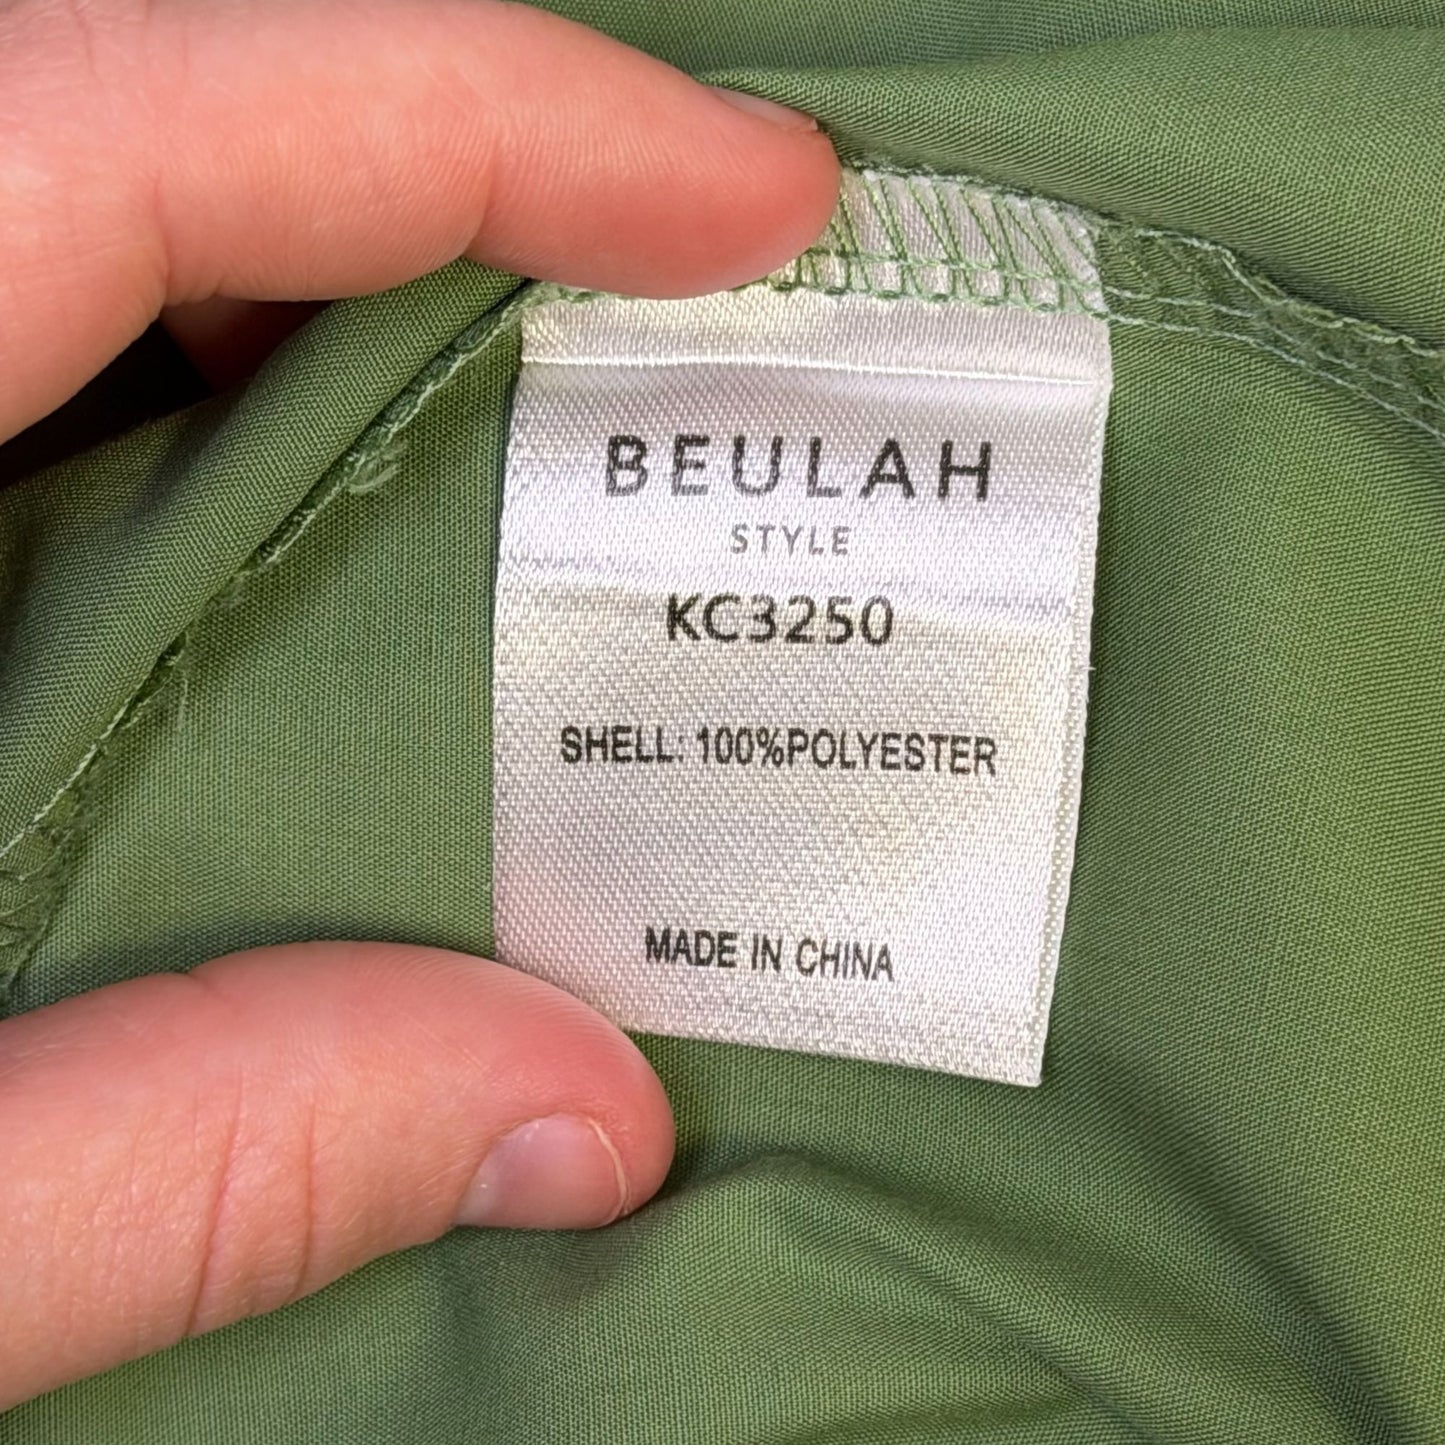 BEULAH
STYLE
KC3250
SHELL: 100%POLYESTER
MADE IN CHINA